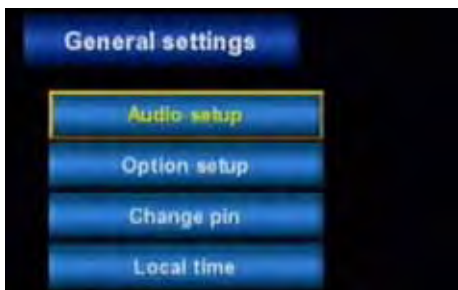 General settings
Audio setup
Option setup
Change pin
Local time